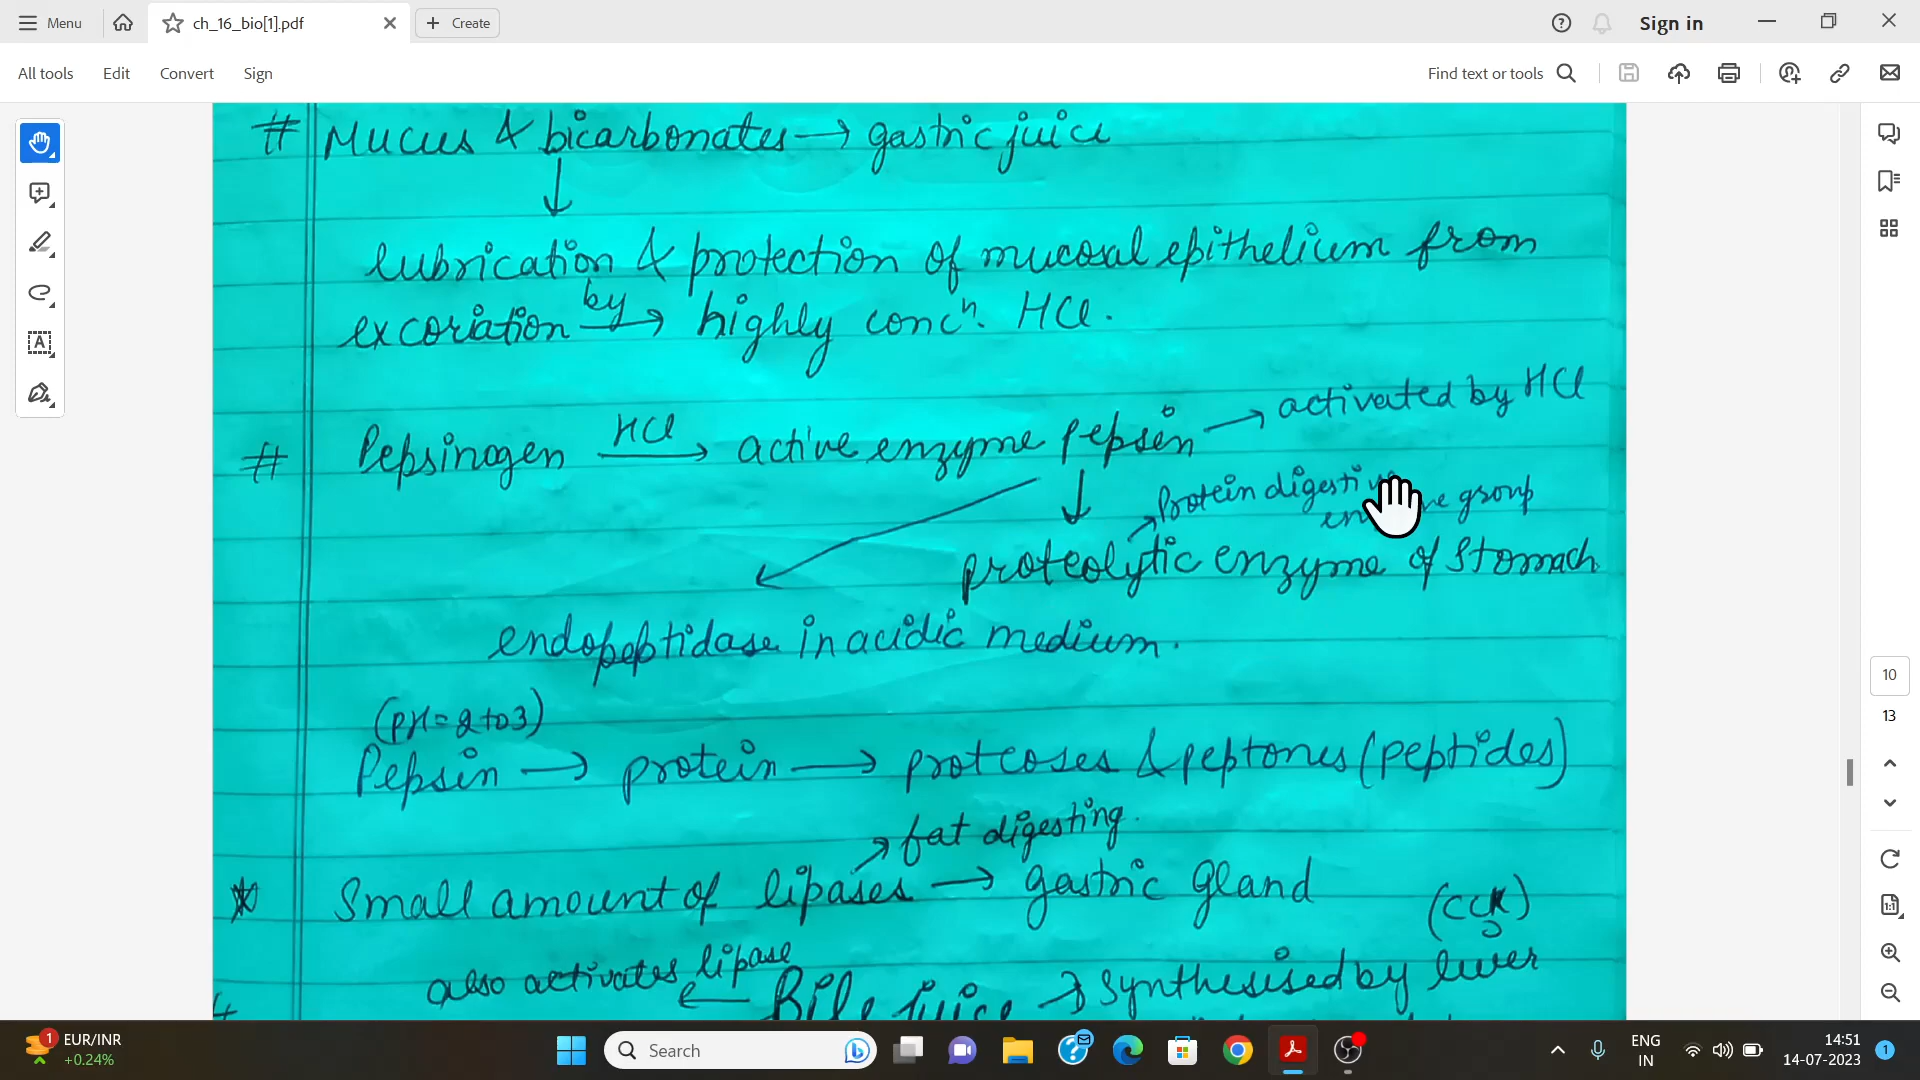 Menu
ch_16_bio[1].pdf
Create
Sign in
All tools Edit Convert Sign
Find text or tools
# Mucus & bicarbonates → gastric juice
↓
lubrication & protection of mucosal epithelium from
excoriation by → highly concn. HCl.
# Pepsinogen HCl → active enzyme pepsin → activated by HCl
Protein digesti
me group
proteolytic enzyme of stomach
endopeptidase in acidic medium.
(pH = 2 to 3)
Pepsin → protein → proteoses & peptones (peptides)
fat digesting.
* Small amount of lipases → gastric gland
(CCK)
also activates lipase ← Bile juice → synthesised by liver
10
13
EUR/INR
+0.24%
1
Search
ENG
IN
14:51
14-07-2023
1